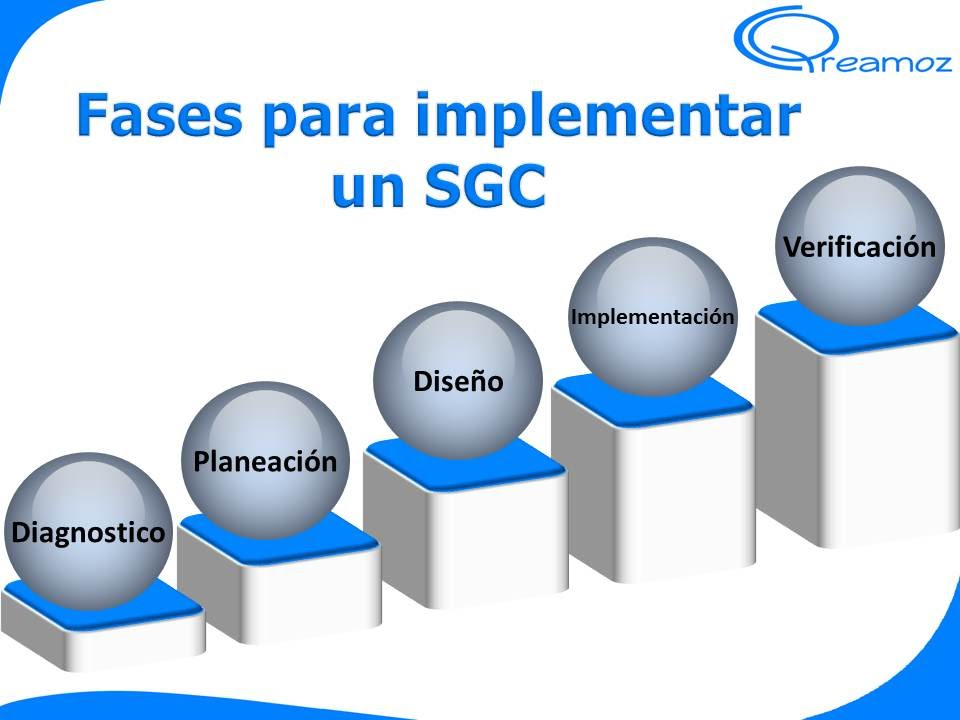 Qreamoz
Fases para implementar
un SGC
Verificación
Implementación
Diseño
Planeación
Diagnostico